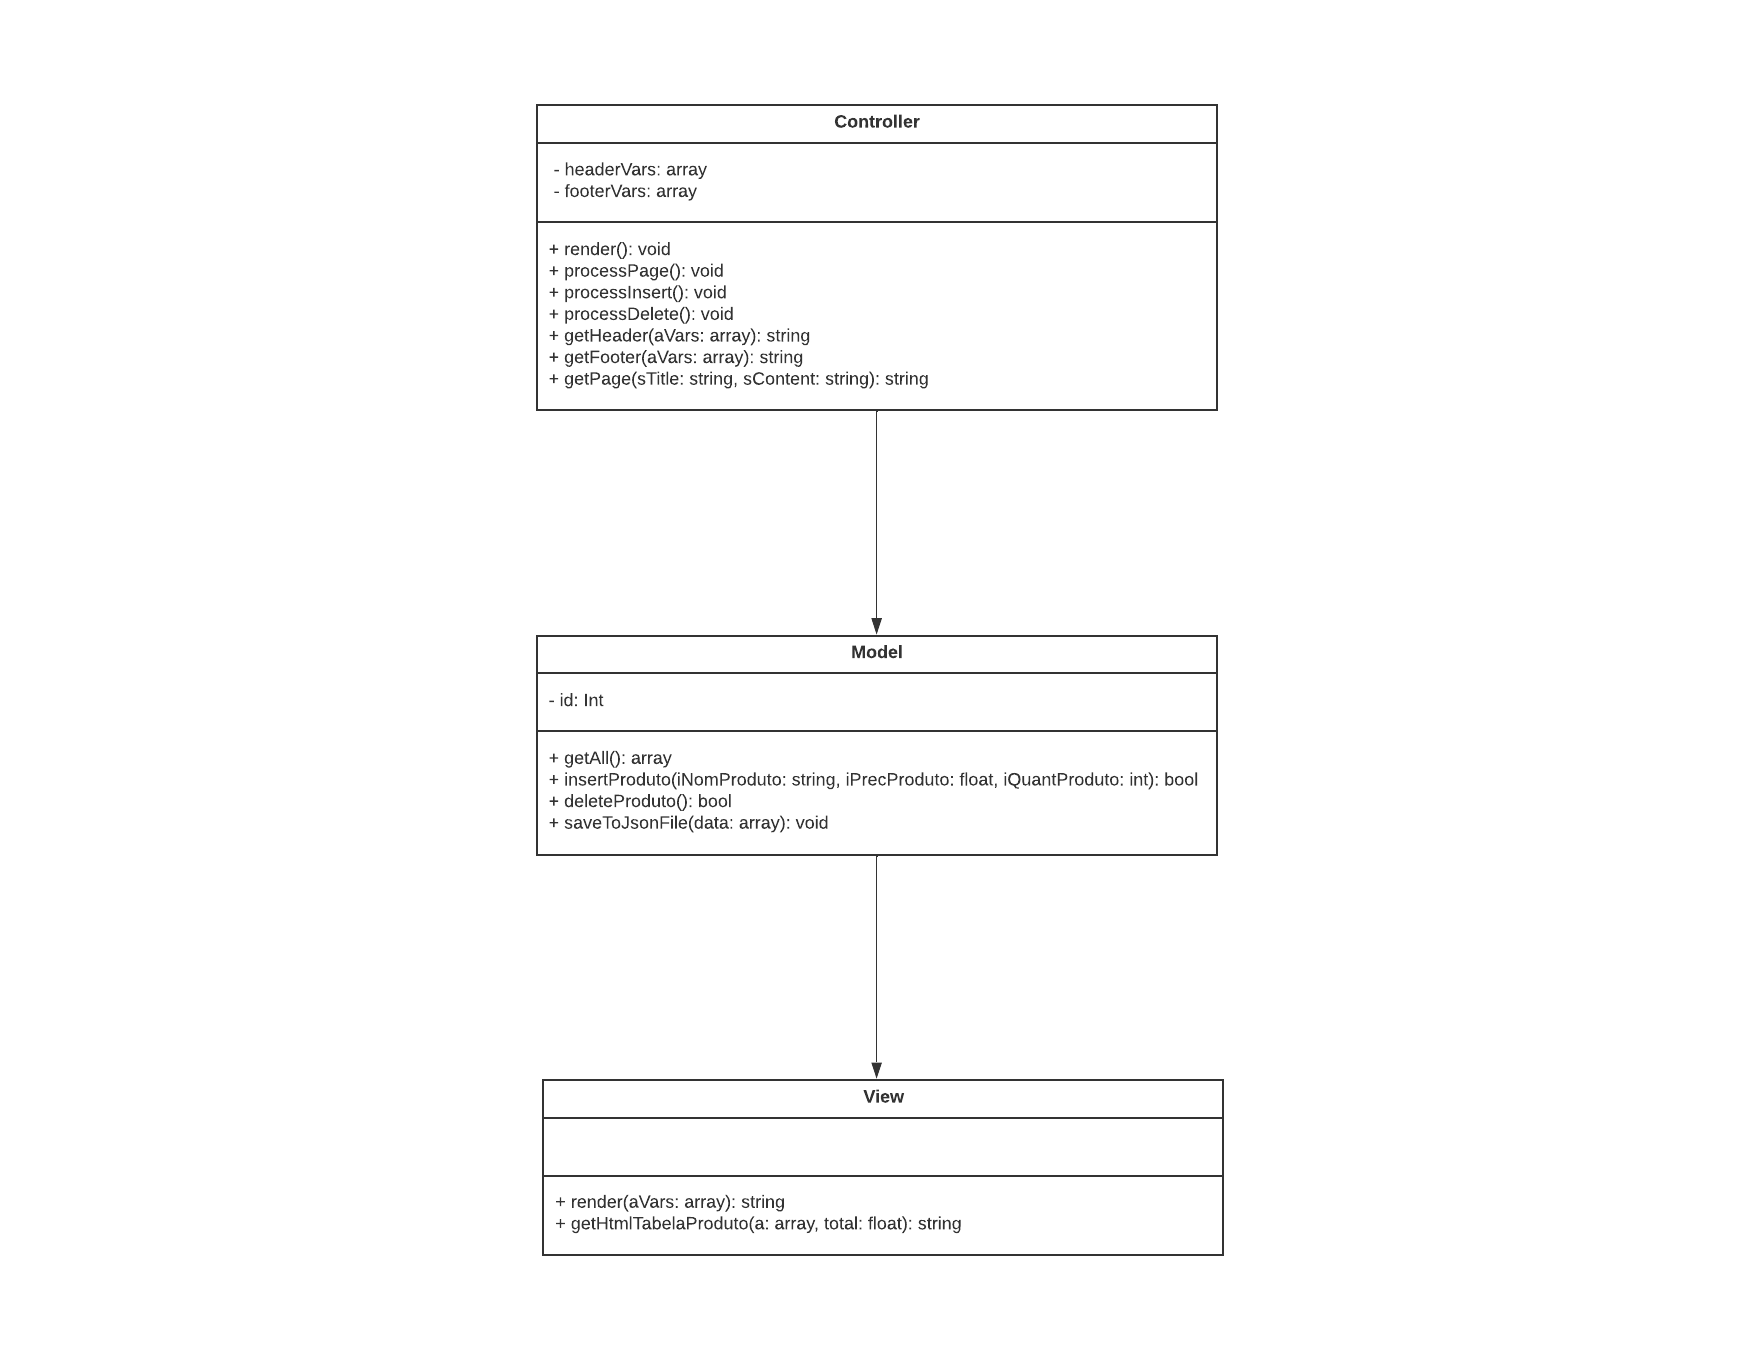 Controller
- headerVars: array
- footerVars: array
+ render(): void
+ processPage(): void
+ processInsert(): void
+ processDelete(): void
+ getHeader(aVars: array): string
+ getFooter(aVars: array): string
+ getPage(sTitle: string, sContent: string): string
Model
- id: Int
+ getAll(): array
+ insertProduto(iNomProduto: string, iPrecProduto: float, iQuantProduto: int): bool
+ deleteProduto(): bool
+ saveToJsonFile(data: array): void
View
+ render(aVars: array): string
+ getHtmlTabelaProduto(a: array, total: float): string